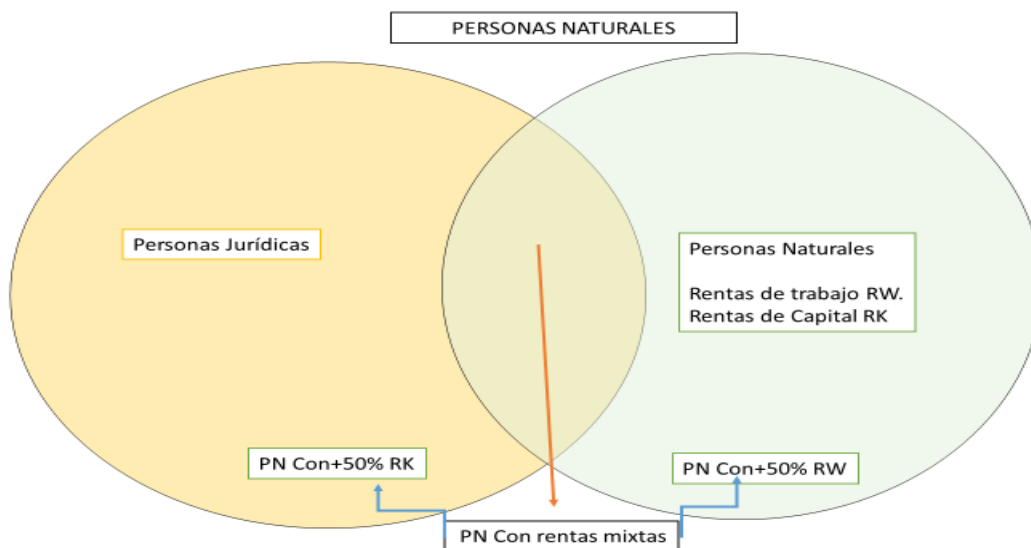 PERSONAS NATURALES
Personas Jurídicas
Personas Naturales
Rentas de trabajo RW.
Rentas de Capital RK
PN Con+50% RK
PN Con+50% RW
PN Con rentas mixtas